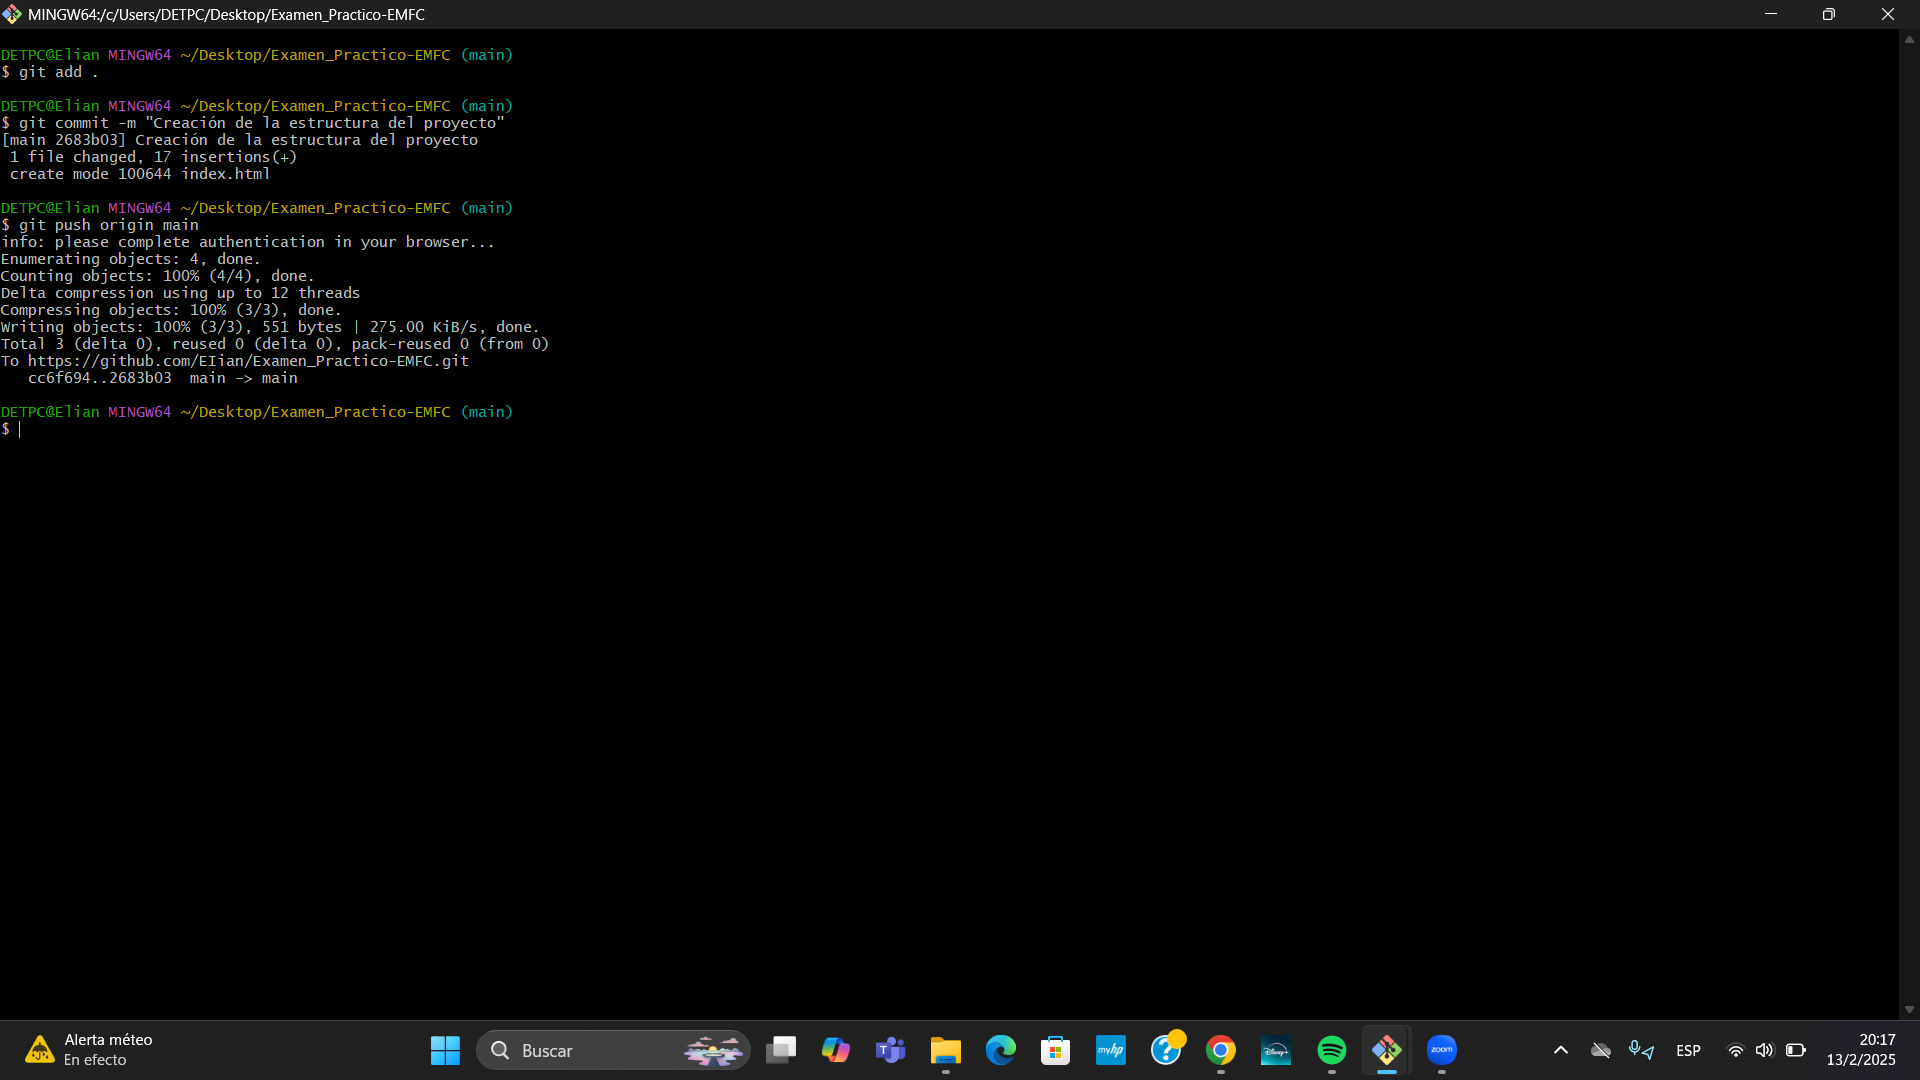 MINGW64:/c/Users/DETPC/Desktop/Examen_Practico-EMFC
DETPC@Elian MINGW64 ~/Desktop/Examen_Practico-EMFC (main)
$ git add .
DETPC@Elian MINGW64 ~/Desktop/Examen_Practico-EMFC (main)
$ git commit -m "Creación de la estructura del proyecto"
[main 2683b03] Creación de la estructura del proyecto
1 file changed, 17 insertions(+)
create mode 100644 index.html
DETPC@Elian MINGW64 ~/Desktop/Examen_Practico-EMFC (main)
$ git push origin main
info: please complete authentication in your browser...
Enumerating objects: 4, done.
Counting objects: 100% (4/4), done.
Delta compression using up to 12 threads
Compressing objects: 100% (3/3), done.
Writing objects: 100% (3/3), 551 bytes | 275.00 KiB/s, done.
Total 3 (delta 0), reused 0 (delta 0), pack-reused 0 (from 0)
To https://github.com/EIian/Examen_Practico-EMFC.git
cc6f694..2683b03  main -> main
DETPC@Elian MINGW64 ~/Desktop/Examen_Practico-EMFC (main)
$
Alerta méteo
En efecto
Buscar
myhp
Disney+
zoom
ESP
20:17
13/2/2025